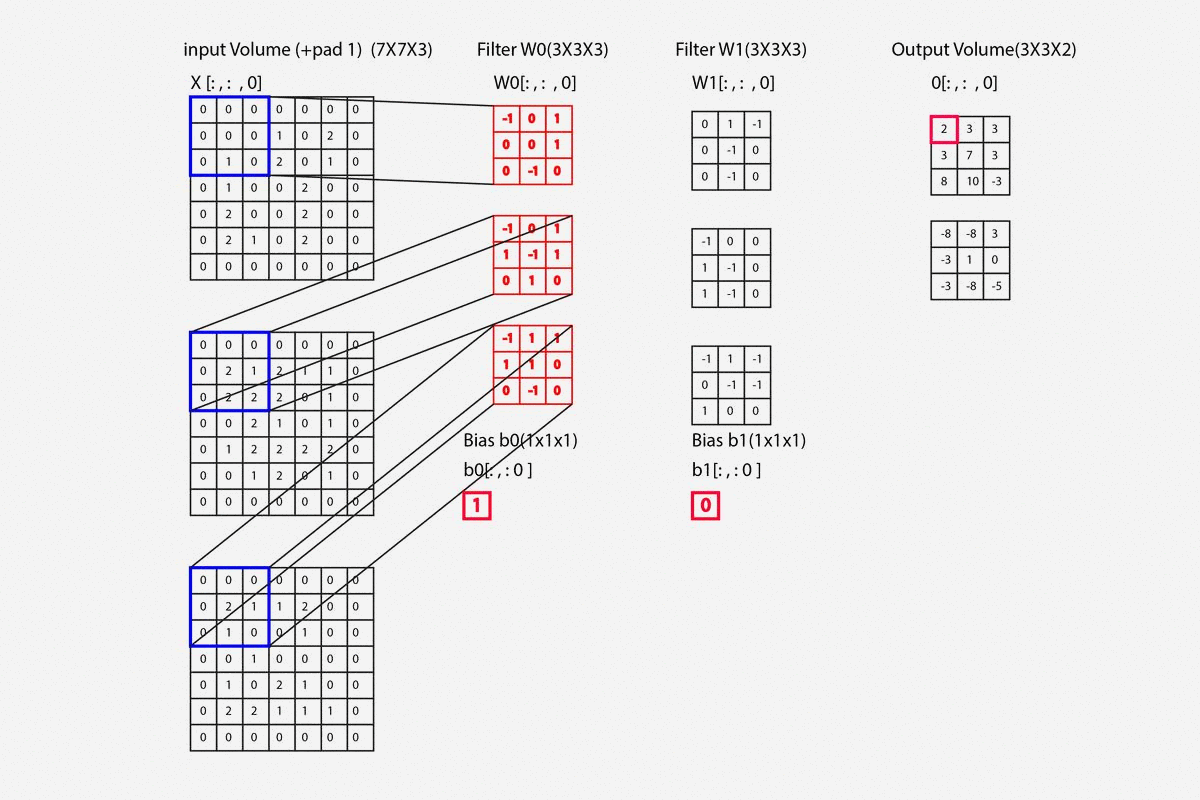 input Volume (+pad 1) (7X7X3)
X [: , : , 0]
0 0 0 0 0 0 0
0 0 0 1 0 2 0
0 1 0 2 0 1 0
0 1 0 0 2 0 0
0 2 0 0 2 0 0
0 2 1 0 2 0 0
0 0 0 0 0 0 0
0 0 0 0 0 0 0
0 2 1 2 1 1 0
0 2 2 2 0 1 0
0 0 2 1 0 1 0
0 1 2 2 2 2 0
0 0 1 2 0 1 0
0 0 0 0 0 0 0
0 0 0 0 0 0 0
0 2 1 1 2 0 0
0 1 0 0 1 0 0
0 0 1 0 0 0 0
0 1 0 2 1 0 0
0 2 2 1 1 1 0
0 0 0 0 0 0 0
Filter W0(3X3X3)
W0[: , : , 0]
-1 0 1
0 0 1
0 -1 0
-1 0 1
1 -1 1
0 1 0
-1 1 1
1 1 0
0 -1 0
Bias b0(1x1x1)
b0[: , : 0 ]
1
Filter W1(3X3X3)
W1[: , : , 0]
0 1 -1
0 -1 0
0 -1 0
-1 0 0
1 -1 0
1 -1 0
-1 1 -1
0 -1 -1
1 0 0
Bias b1(1x1x1)
b1[: , : 0 ]
0
Output Volume(3X3X2)
0[: , : , 0]
2 3 3
3 7 3
8 10 -3
-8 -8 3
-3 1 0
-3 -8 -5